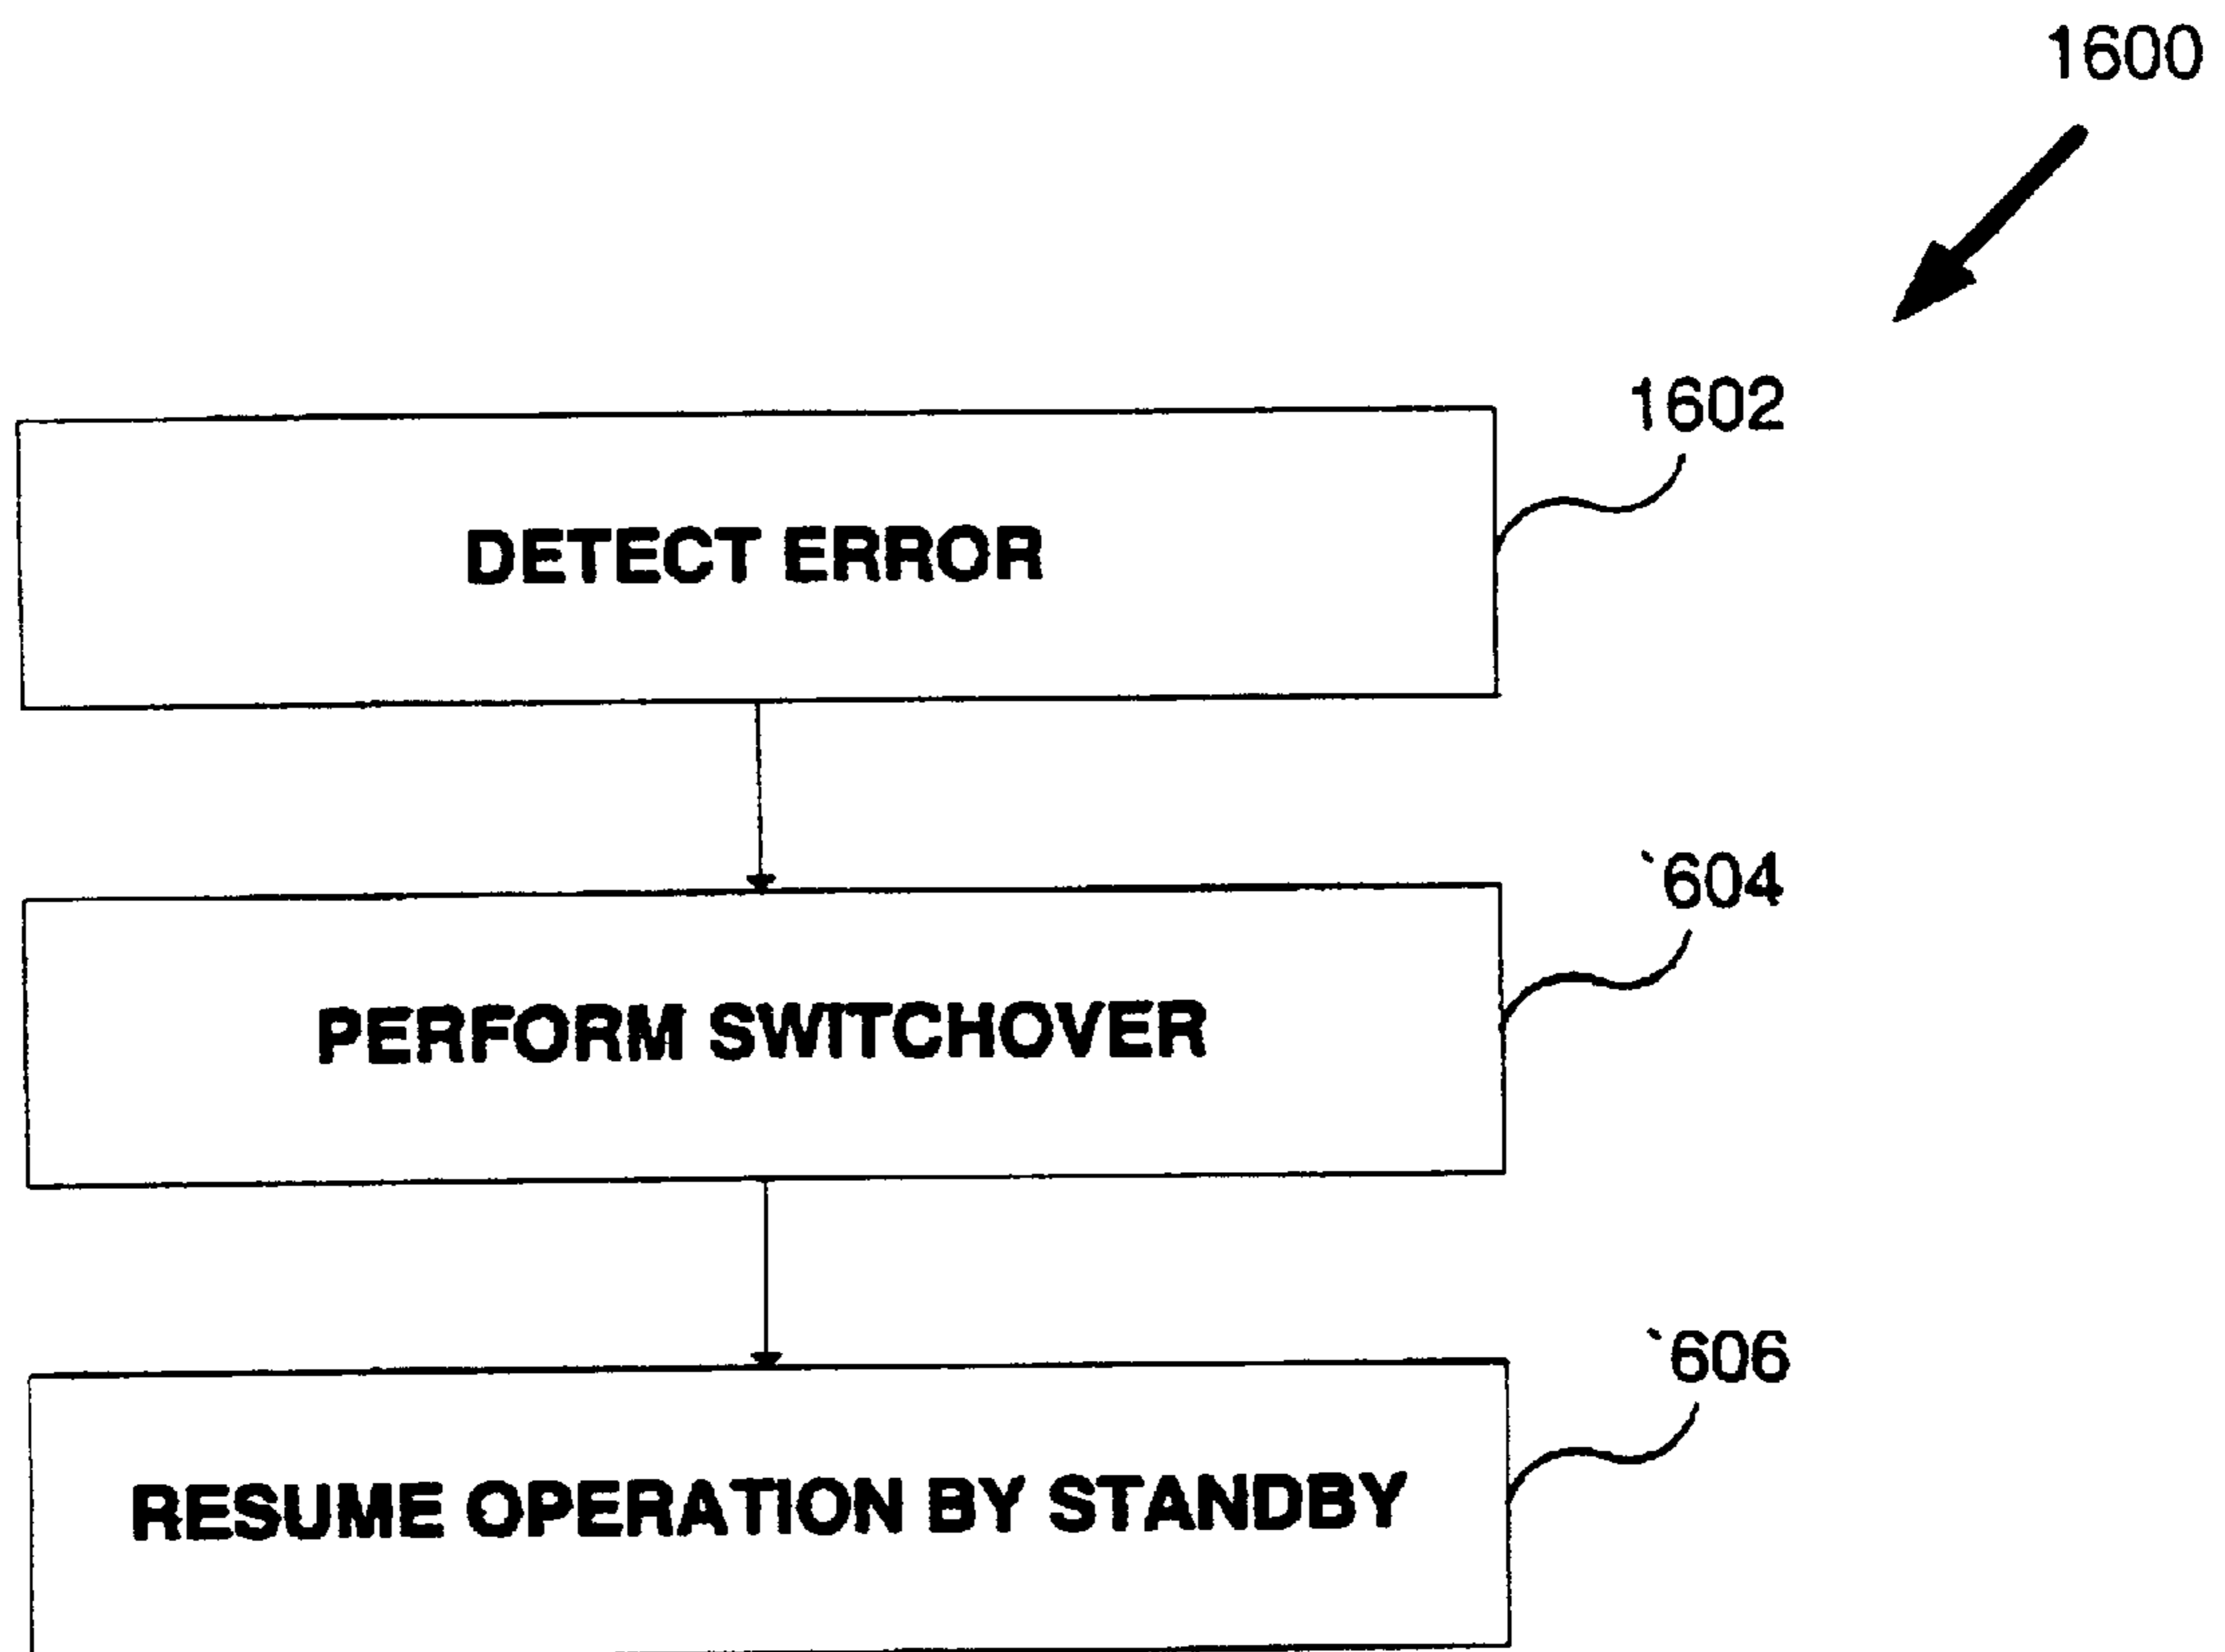 1600
1602
DETECT ERROR
`604
PERFORM SWITCHOVER
`606
RESUME OPERATION BY STANDBY